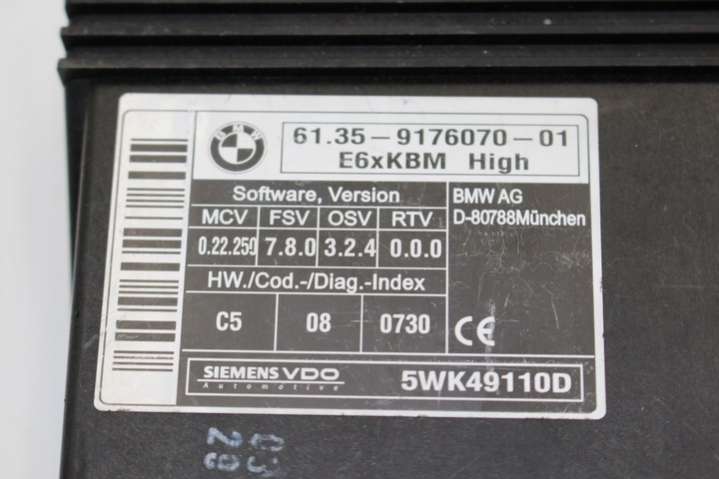 BMW
61.35-9176070-01
E6xKBM High
Software, Version
MCV FSV OSV RTV
0.22.250 7.8.0 3.2.4 0.0.0
HW./Cod.-/Diag.-Index
C5 08 0730
BMW AG
D-80788München
CE
SIEMENS VDO
Automotive
5WK49110D